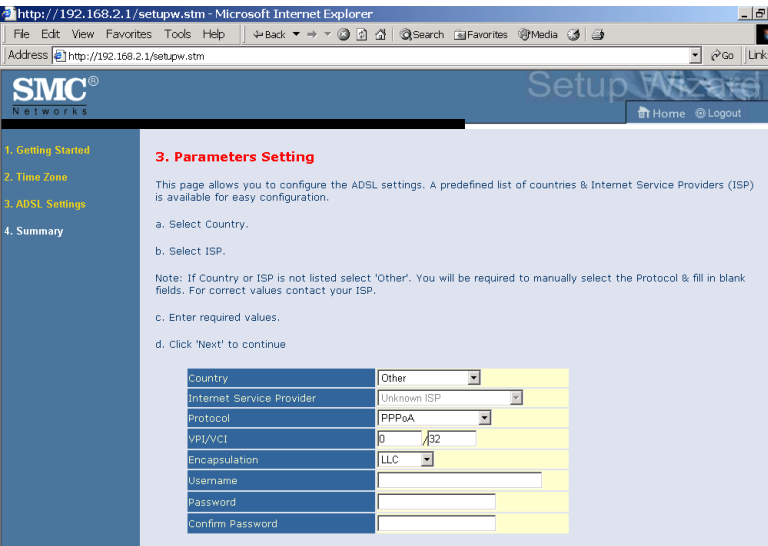 http://192.168.2.1/setupw.stm - Microsoft Internet Explorer
File Edit View Favorites Tools Help Back Search Favorites Media
Address http://192.168.2.1/setupw.stm Go Link
SMC®
Networks
Setup Wizard
Home Logout
1. Getting Started
2. Time Zone
3. ADSL Settings
4. Summary
3. Parameters Setting
This page allows you to configure the ADSL settings. A predefined list of countries & Internet Service Providers (ISP)
is available for easy configuration.
a. Select Country.
b. Select ISP.
Note: If Country or ISP is not listed select 'Other'. You will be required to manually select the Protocol & fill in blank
fields. For correct values contact your ISP.
c. Enter required values.
d. Click 'Next' to continue
Country Other
Internet Service Provider Unknown ISP
Protocol PPPoA
VPI/VCI 0 /32
Encapsulation LLC
Username
Password
Confirm Password